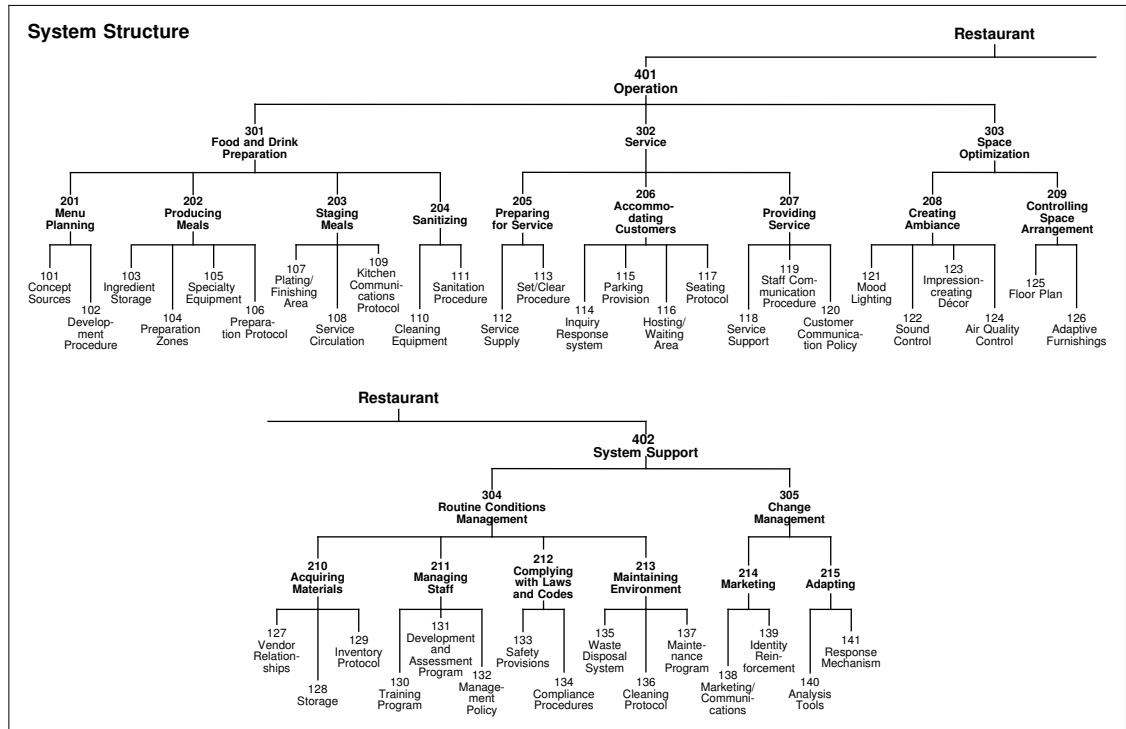 System Structure
Restaurant
401
Operation
301
Food and Drink
Preparation
302
Service
303
Space
Optimization
201
Menu
Planning
202
Producing
Meals
203
Staging
Meals
204
Sanitizing
205
Preparing
for Service
206
Accommo-
dating
Customers
207
Providing
Service
208
Creating
Ambiance
209
Controlling
Space
Arrangement
101
Concept
Sources
102
Develop-
ment
Procedure
103
Ingredient
Storage
104
Preparation
Zones
105
Specialty
Equipment
106
Prepara-
tion Protocol
107
Plating/
Finishing
Area
108
Service
Circulation
109
Kitchen
Communi-
cations
Protocol
110
Cleaning
Equipment
111
Sanitation
Procedure
112
Service
Supply
113
Set/Clear
Procedure
114
Inquiry
Response
system
115
Parking
Provision
116
Hosting/
Waiting
Area
117
Seating
Protocol
118
Service
Support
119
Staff Com-
munication
Procedure
120
Customer
Communica-
tion Policy
121
Mood
Lighting
122
Sound
Control
123
Impression-
creating
Décor
124
Air Quality
Control
125
Floor Plan
126
Adaptive
Furnishings
Restaurant
402
System Support
304
Routine Conditions
Management
305
Change
Management
210
Acquiring
Materials
211
Managing
Staff
212
Complying
with Laws
and Codes
213
Maintaining
Environment
214
Marketing
215
Adapting
127
Vendor
Relation-
ships
128
Storage
129
Inventory
Protocol
130
Training
Program
131
Development
and
Assessment
Program
132
Manage-
ment
Policy
133
Safety
Provisions
134
Compliance
Procedures
135
Waste
Disposal
System
136
Cleaning
Protocol
137
Mainte-
nance
Program
138
Marketing/
Communi-
cations
139
Identity
Rein-
forcement
140
Analysis
Tools
141
Response
Mechanism